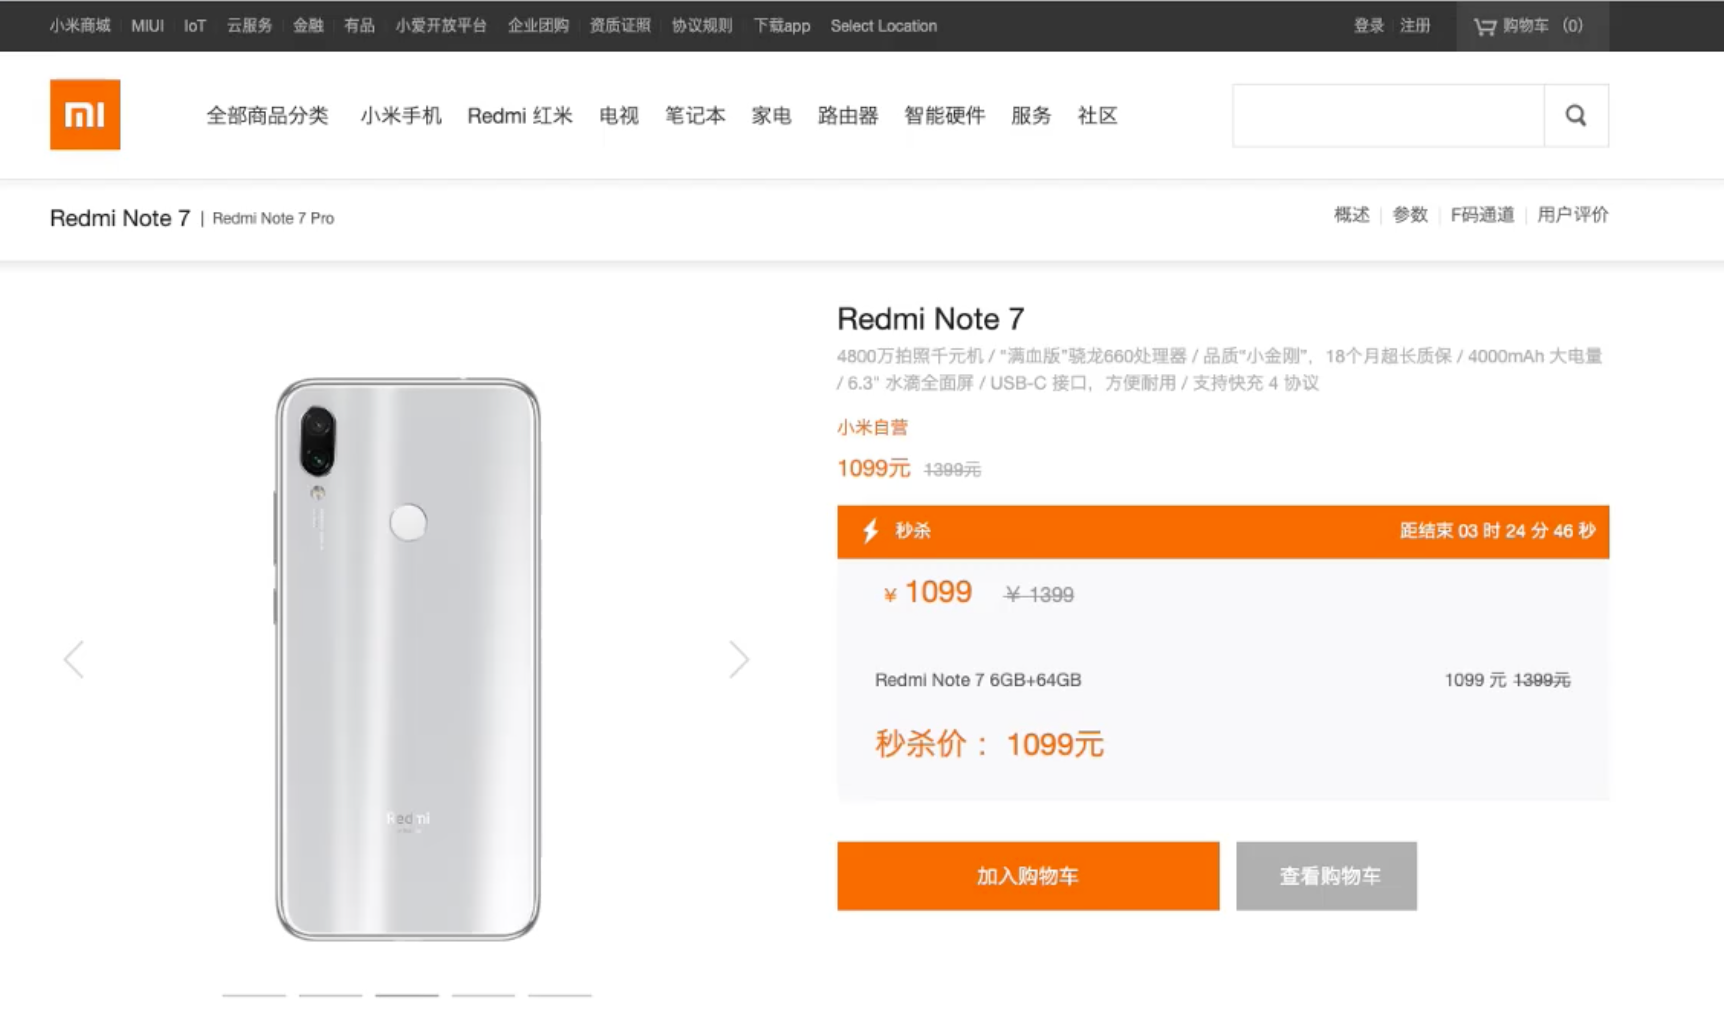 小米商城 MIUI IoT 云服务 金融 有品 小爱开放平台 企业团购 资质证照 协议规则 下载app Select Location 登录 注册 购物车 (0)
全部商品分类 小米手机 Redmi 红米 电视 笔记本 家电 路由器 智能硬件 服务 社区
Redmi Note 7 | Redmi Note 7 Pro 概述 参数 F码通道 用户评价
Redmi Note 7
4800万拍照千元机 / "满血版"骁龙660处理器 / 品质"小金刚"，18个月超长质保 / 4000mAh 大电量
/ 6.3" 水滴全面屏 / USB-C 接口，方便耐用 / 支持快充 4 协议
小米自营
1099元 1399元
秒杀 距结束 03 时 24 分 46 秒
¥ 1099 ¥ 1399
Redmi Note 7 6GB+64GB 1099 元 1399元
秒杀价： 1099元
加入购物车 查看购物车
Redmi